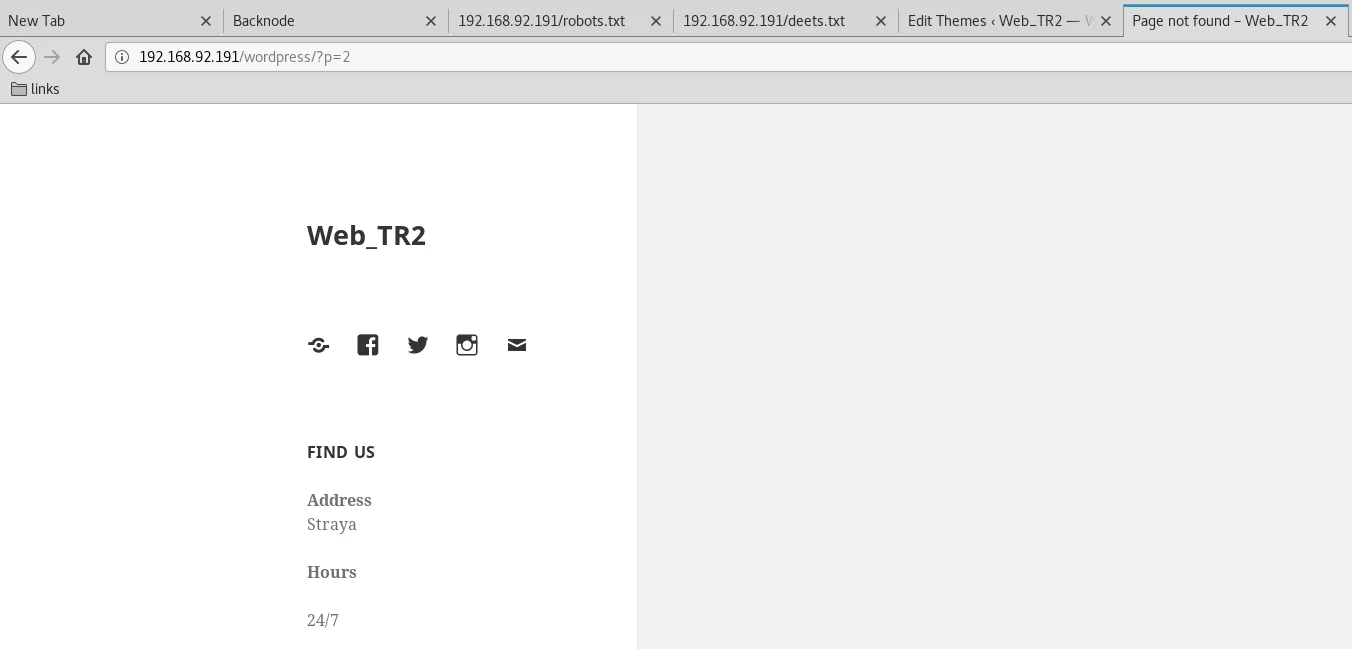 New Tab
Backnode
192.168.92.191/robots.txt
192.168.92.191/deets.txt
Edit Themes ‹ Web_TR2 — W
Page not found – Web_TR2
192.168.92.191/wordpress/?p=2
links
Web_TR2
FIND US
Address
Straya
Hours
24/7